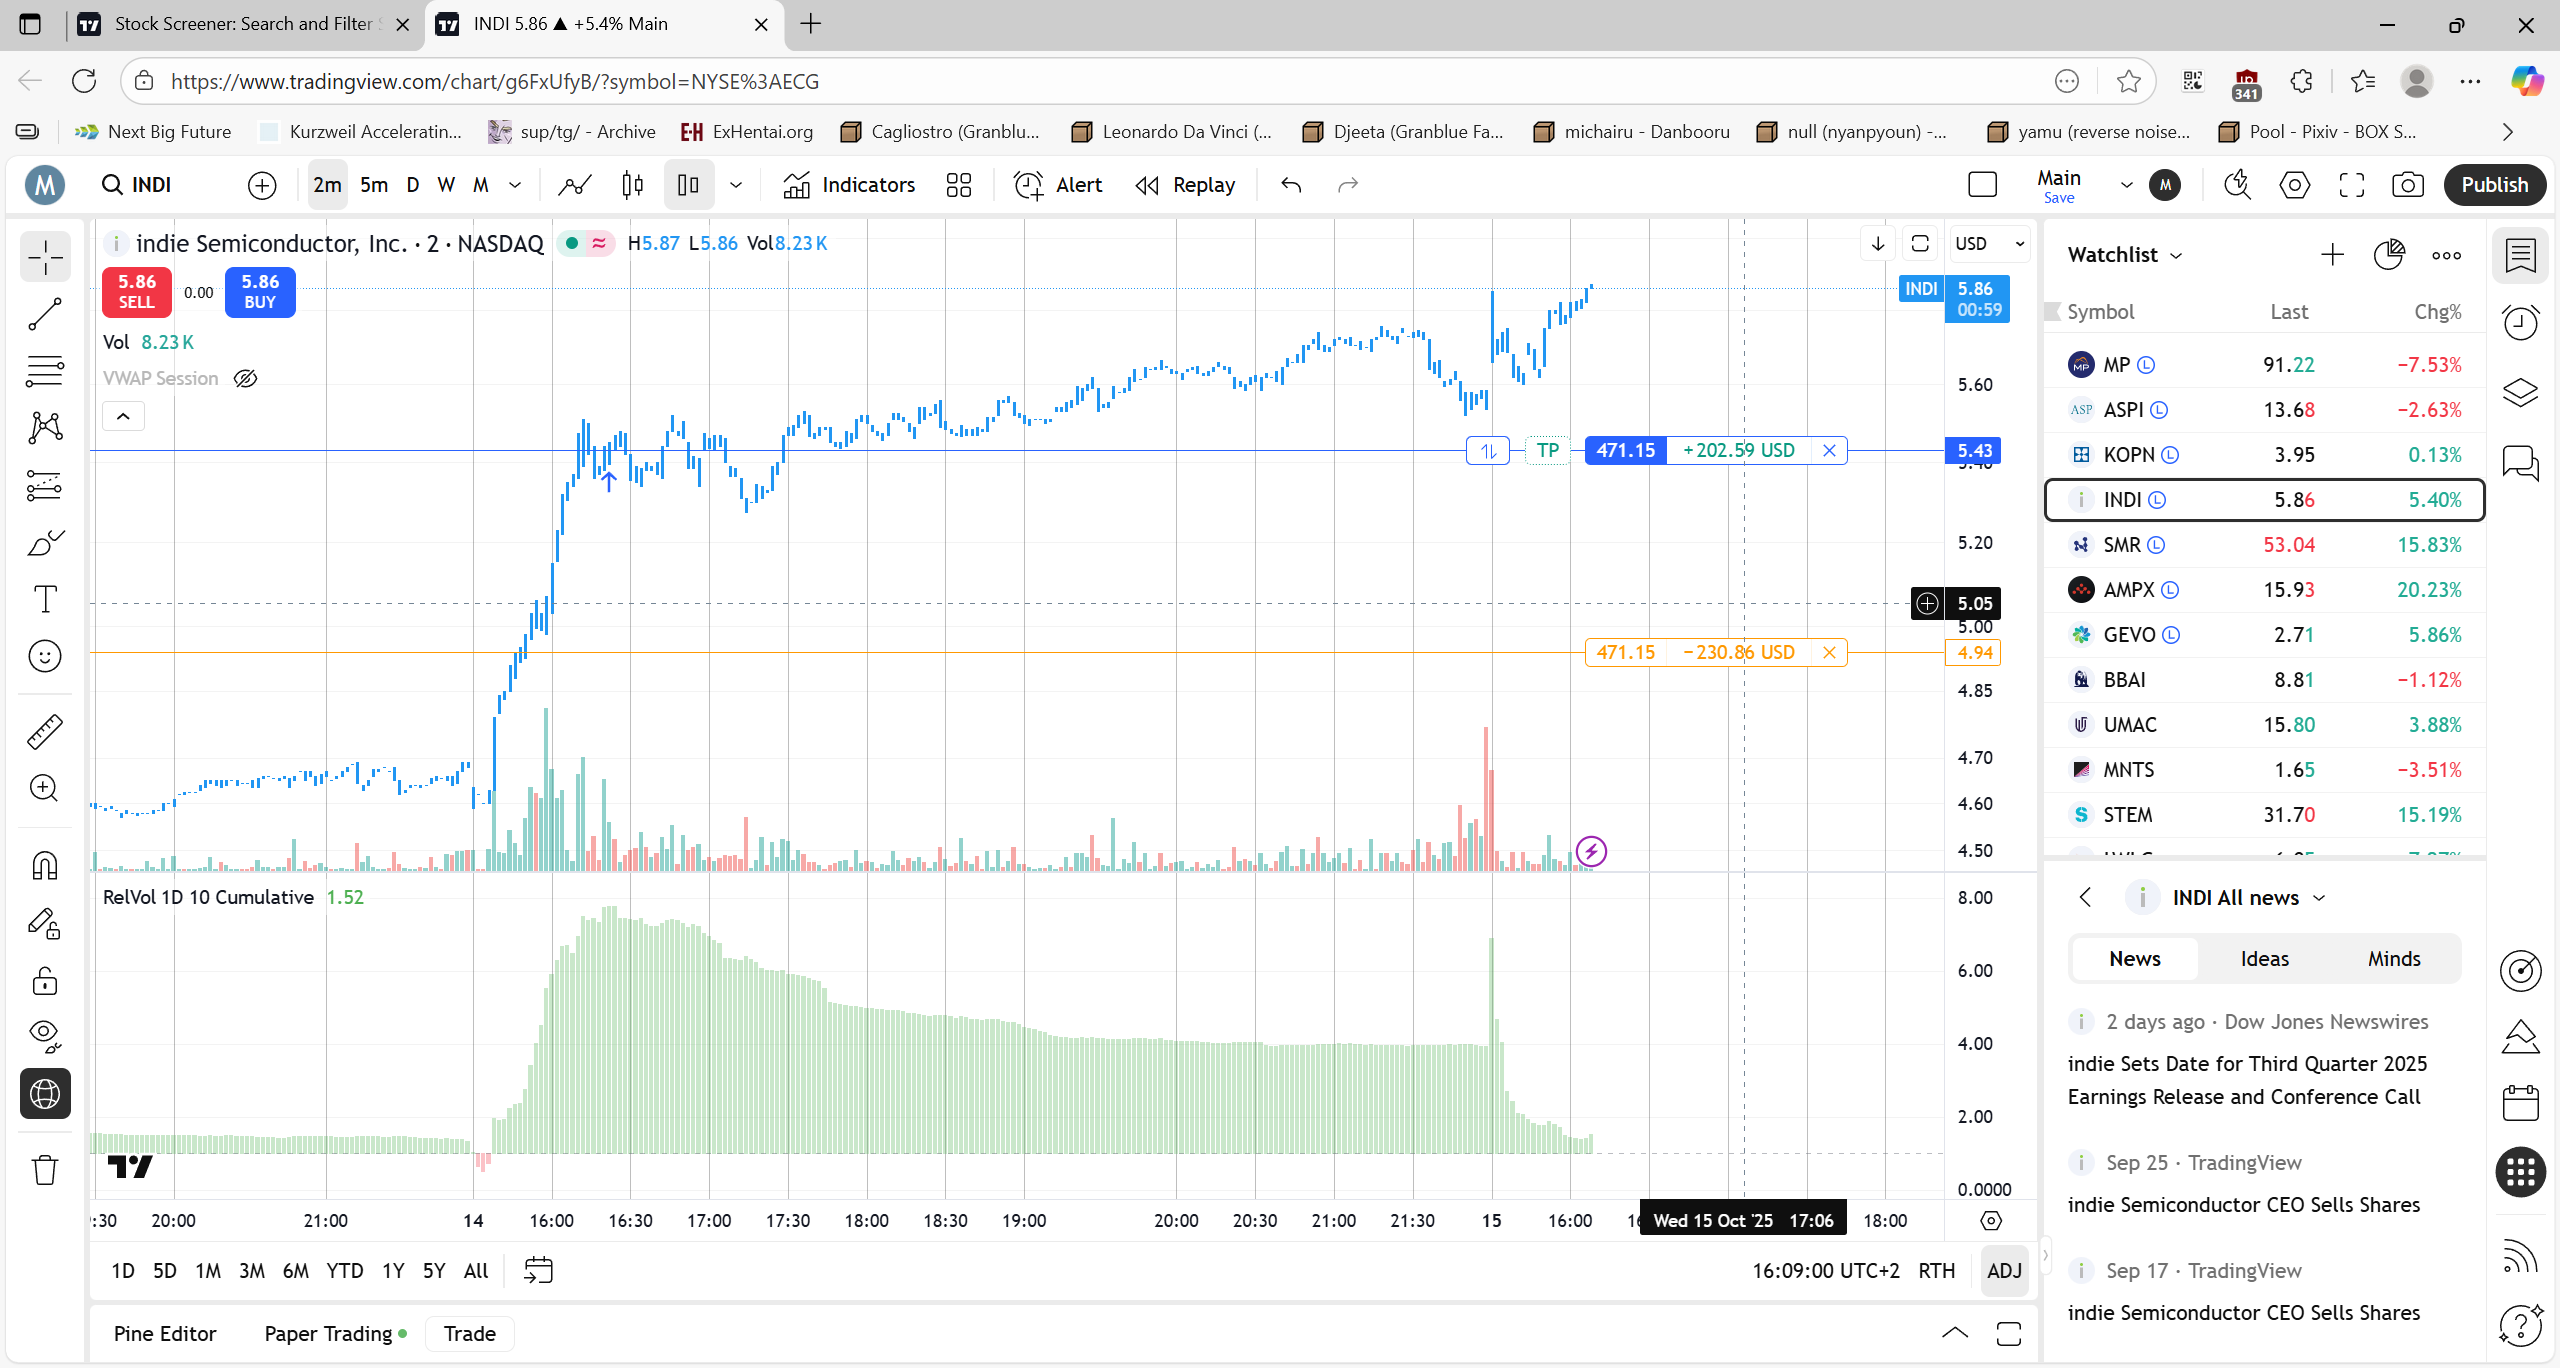 Stock Screener: Search and Filter S
INDI 5.86 ▲ +5.4% Main
https://www.tradingview.com/chart/g6FxUfyB/?symbol=NYSE%3AECG
341
Next Big Future
Kurzweil Acceleratin...
sup/tg/ - Archive
ExHentai.org
Cagliostro (Granblu...
Leonardo Da Vinci (...
Djeeta (Granblue Fa...
michairu - Danbooru
null (nyanpyoun) -...
yamu (reverse noise...
Pool - Pixiv - BOX S...
M
INDI
2m 5m D W M
Indicators
Alert
Replay
Main
Save
M
Publish
indie Semiconductor, Inc. · 2 · NASDAQ
H5.87 L5.86 Vol8.23 K
USD
5.86
SELL
0.00
5.86
BUY
Vol 8.23 K
VWAP Session
INDI 5.86
00:59
5.60
TP
471.15 +202.59 USD
5.43
5.40
5.20
5.05
5.00
471.15 −230.86 USD
4.94
4.85
4.70
4.60
4.50
RelVol 1D 10 Cumulative 1.52
8.00
6.00
4.00
2.00
0.0000
:30 20:00 21:00 14 16:00 16:30 17:00 17:30 18:00 18:30 19:00 20:00 20:30 21:00 21:30 15 16:00 Wed 15 Oct '25 17:06 18:00
1D 5D 1M 3M 6M YTD 1Y 5Y All
16:09:00 UTC+2 RTH ADJ
Pine Editor
Paper Trading
Trade
Watchlist
Symbol Last Chg%
MP L 91.22 −7.53%
ASPI L 13.68 −2.63%
KOPN L 3.95 0.13%
INDI L 5.86 5.40%
SMR L 53.04 15.83%
AMPX L 15.93 20.23%
GEVO L 2.71 5.86%
BBAI 8.81 −1.12%
UMAC 15.80 3.88%
MNTS 1.65 −3.51%
STEM 31.70 15.19%
INDI All news
News Ideas Minds
2 days ago · Dow Jones Newswires
indie Sets Date for Third Quarter 2025
Earnings Release and Conference Call
Sep 25 · TradingView
indie Semiconductor CEO Sells Shares
Sep 17 · TradingView
indie Semiconductor CEO Sells Shares